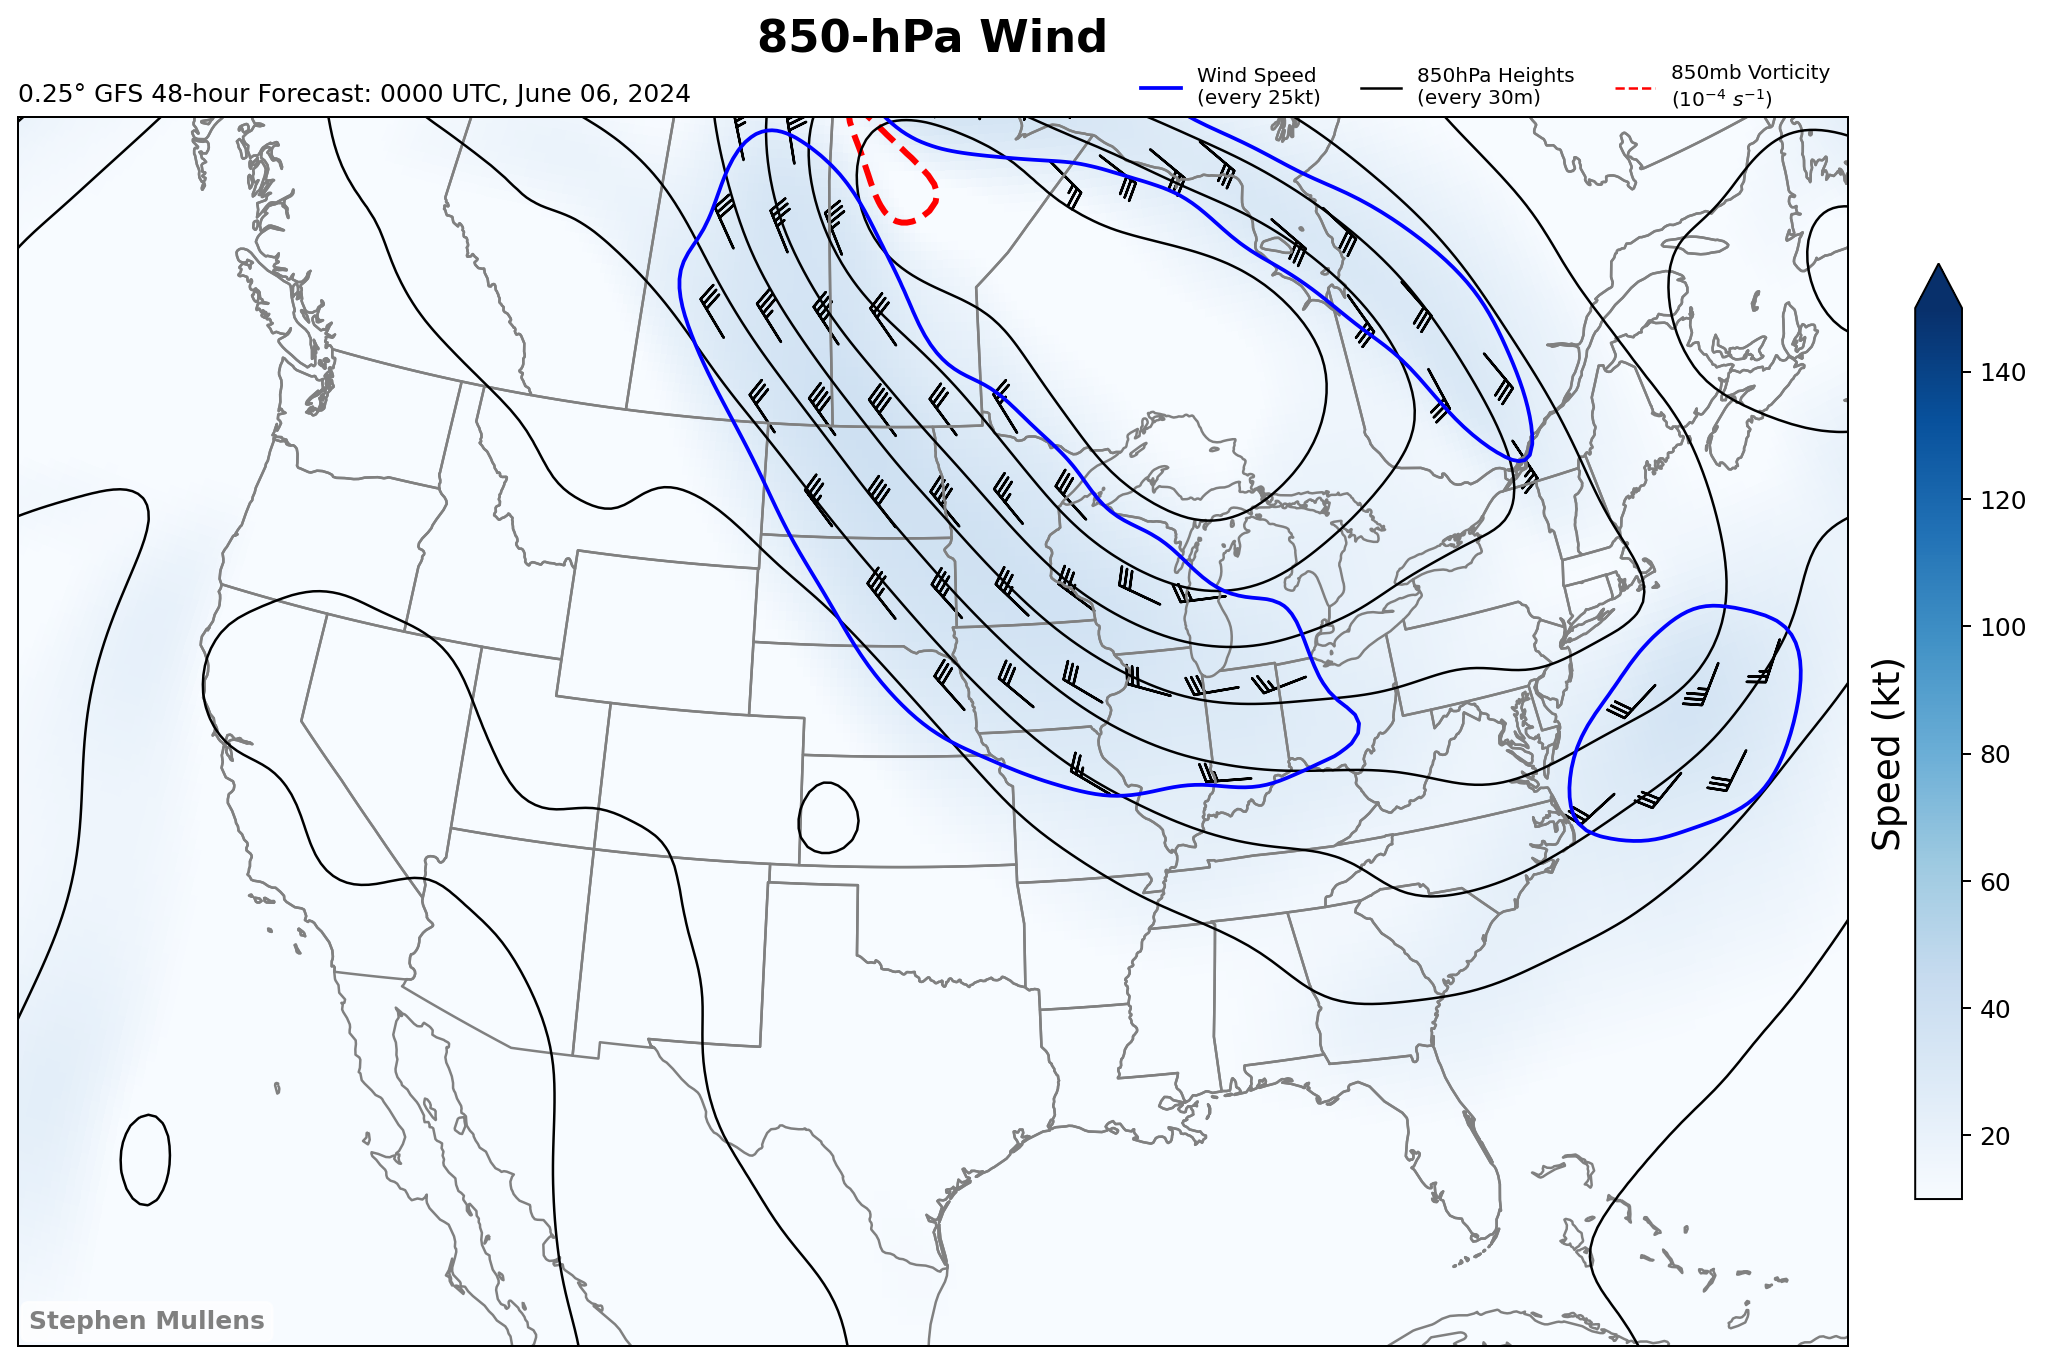 850-hPa Wind
0.25° GFS 48-hour Forecast: 0000 UTC, June 06, 2024
Wind Speed
(every 25kt)
850hPa Heights
(every 30m)
850mb Vorticity
(10⁻⁴ s⁻¹)
140
120
100
80
60
40
20
Speed (kt)
Stephen Mullens